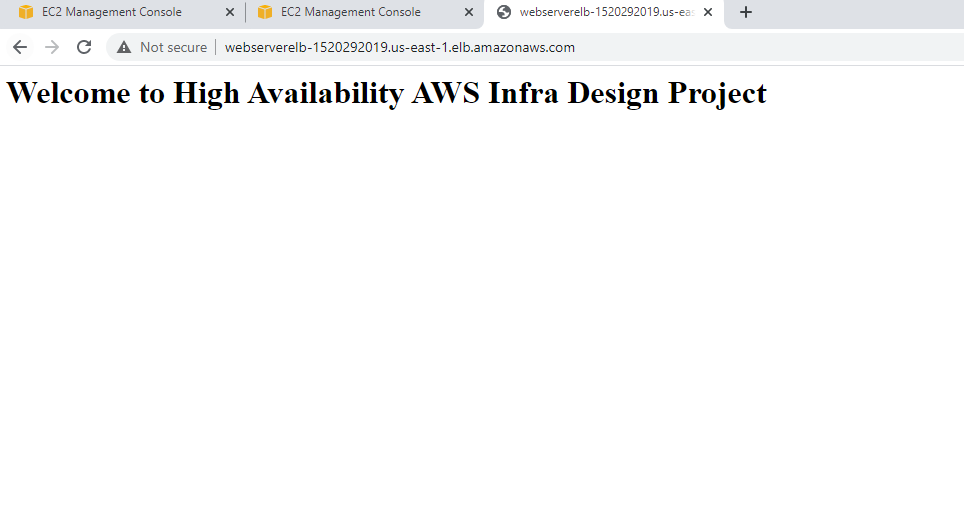 EC2 Management Console
EC2 Management Console
webserverelb-1520292019.us-eas
Not secure
webserverelb-1520292019.us-east-1.elb.amazonaws.com
Welcome to High Availability AWS Infra Design Project